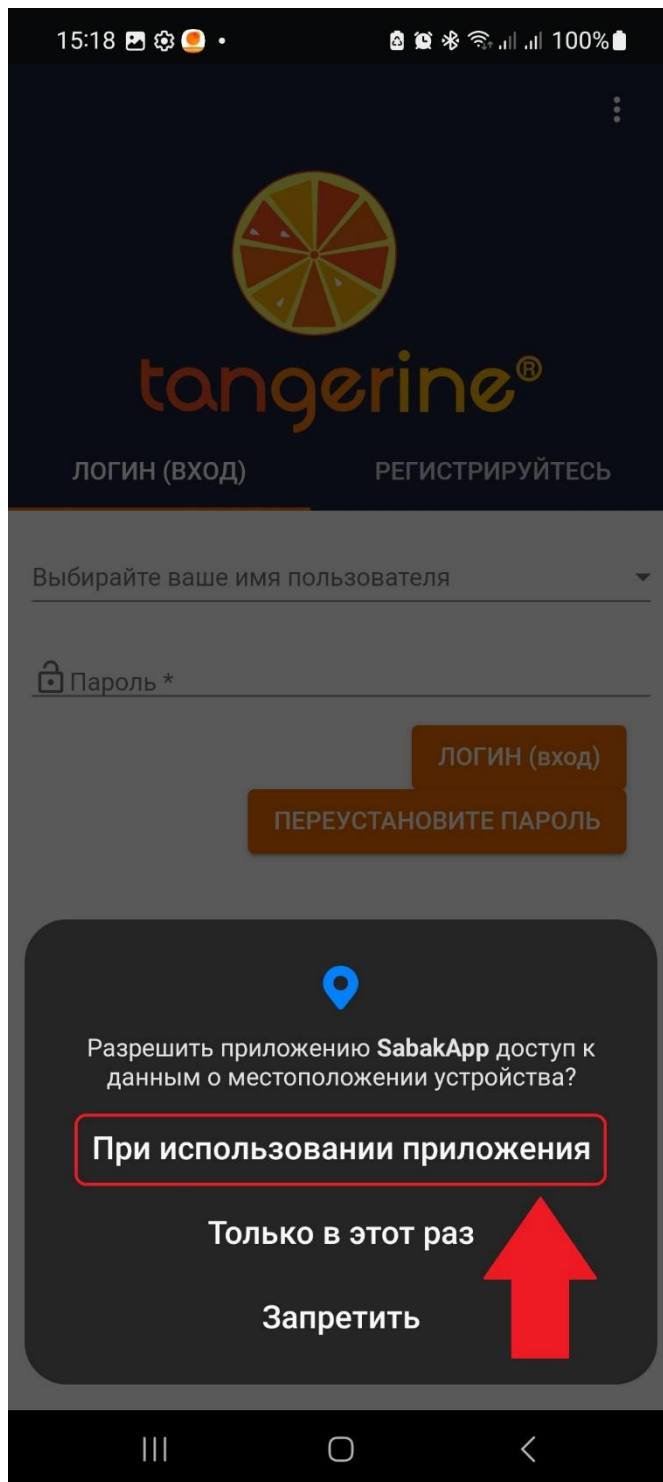 15:18 100%
tangerine®
ЛОГИН (ВХОД) РЕГИСТРИРУЙТЕСЬ
Выбирайте ваше имя пользователя
Пароль *
ЛОГИН (вход)
ПЕРЕУСТАНОВИТЕ ПАРОЛЬ
Разрешить приложению SabakApp доступ к
данным о местоположении устройства?
При использовании приложения
Только в этот раз
Запретить